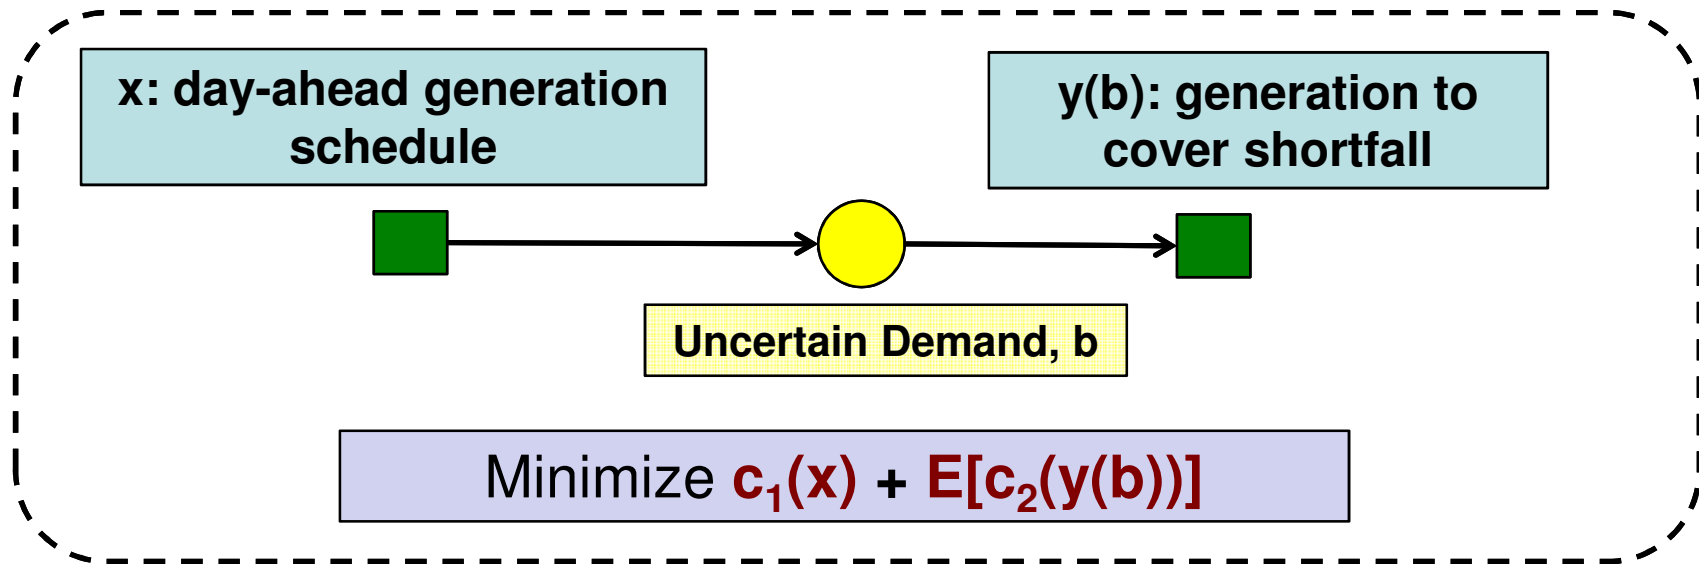 x: day-ahead generation
schedule
y(b): generation to
cover shortfall
Uncertain Demand, b
Minimize c₁(x) + E[c₂(y(b))]